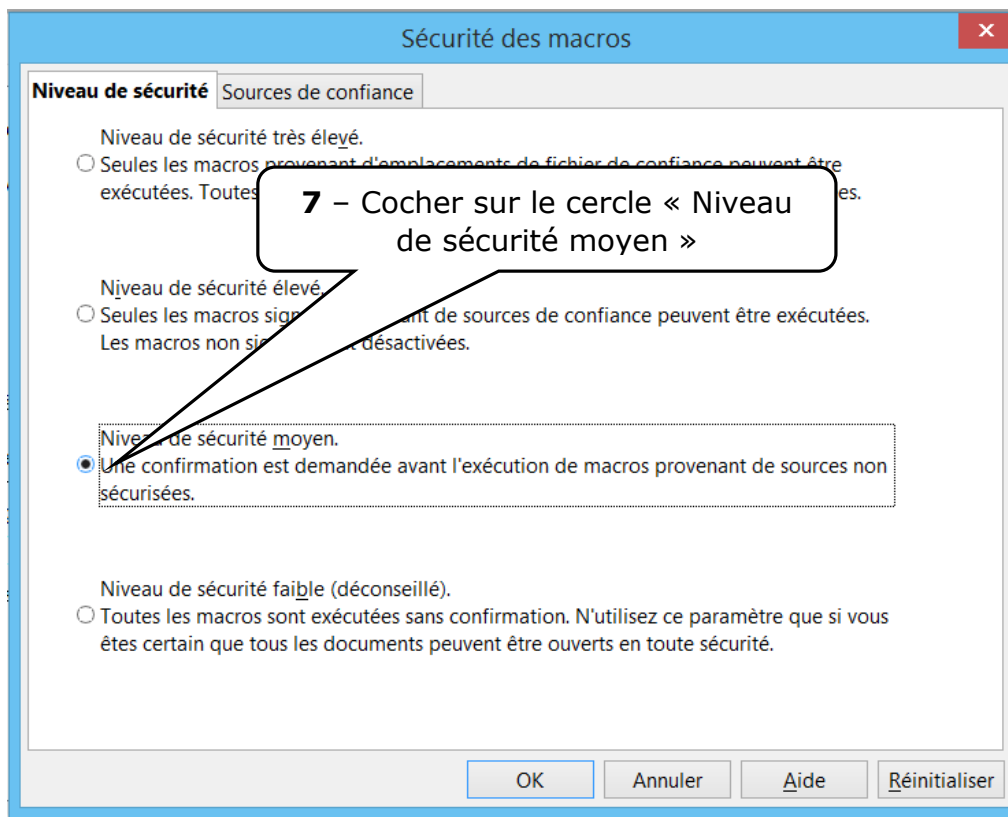 Sécurité des macros
Niveau de sécurité Sources de confiance
Niveau de sécurité très élevé.
Seules les macros provenant d'emplacements de fichier de confiance peuvent être
exécutées. Toutes es.
7 – Cocher sur le cercle « Niveau
de sécurité moyen »
Niveau de sécurité élevé.
Seules les macros sig ant de sources de confiance peuvent être exécutées.
Les macros non si t désactivées.
Niveau de sécurité moyen.
Une confirmation est demandée avant l'exécution de macros provenant de sources non
sécurisées.
Niveau de sécurité faible (déconseillé).
Toutes les macros sont exécutées sans confirmation. N'utilisez ce paramètre que si vous
êtes certain que tous les documents peuvent être ouverts en toute sécurité.
OK Annuler Aide Réinitialiser